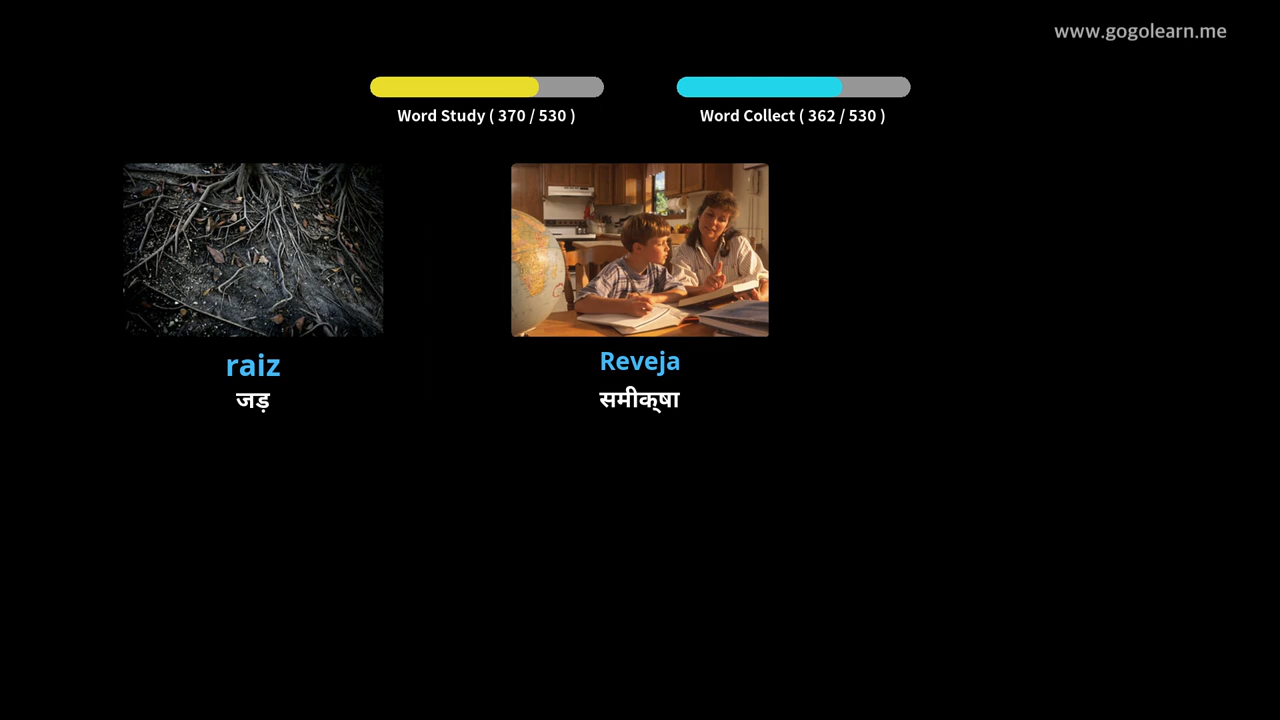 www.gogolearn.me
Word Study ( 370 / 530 )
Word Collect ( 362 / 530 )
raiz
जड़
Reveja
समीक्षा